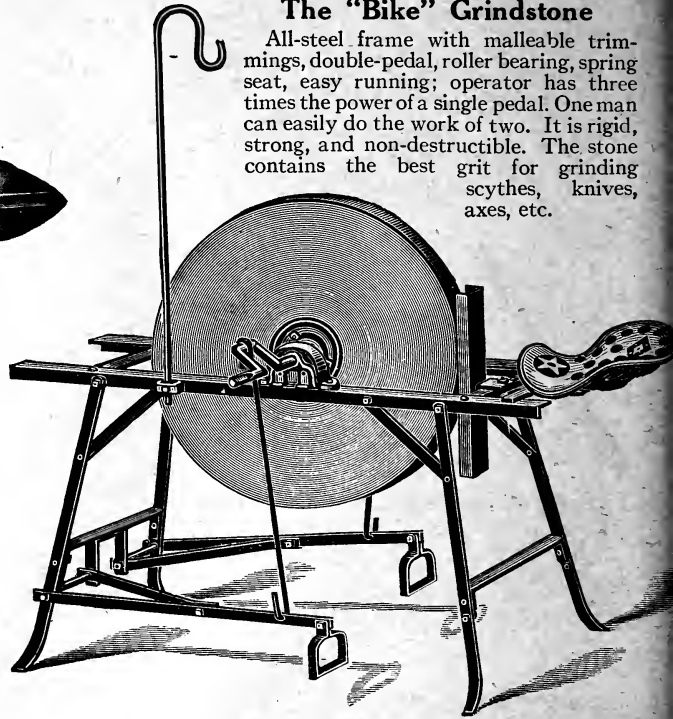 The “Bike” Grindstone
All-steel frame with malleable trim-
mings, double-pedal, roller bearing, spring
seat, easy running; operator has three
times the power of a single pedal. One man
can easily do the work of two. It is rigid,
strong, and non-destructible. The stone
contains the best grit for grinding
scythes, knives,
axes, etc.